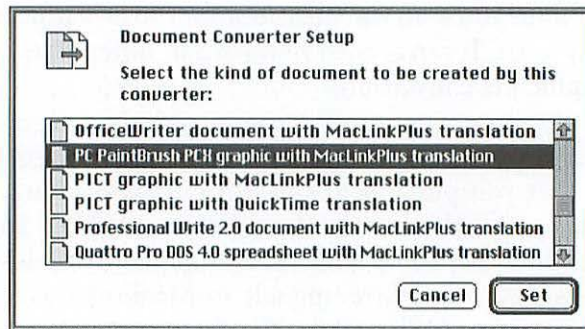 Document Converter Setup
Select the kind of document to be created by this
converter:
OfficeWriter document with MacLinkPlus translation
PC PaintBrush PCX graphic with MacLinkPlus translation
PICT graphic with MacLinkPlus translation
PICT graphic with QuickTime translation
Professional Write 2.0 document with MacLinkPlus translation
Quattro Pro DOS 4.0 spreadsheet with MacLinkPlus translation
Cancel Set